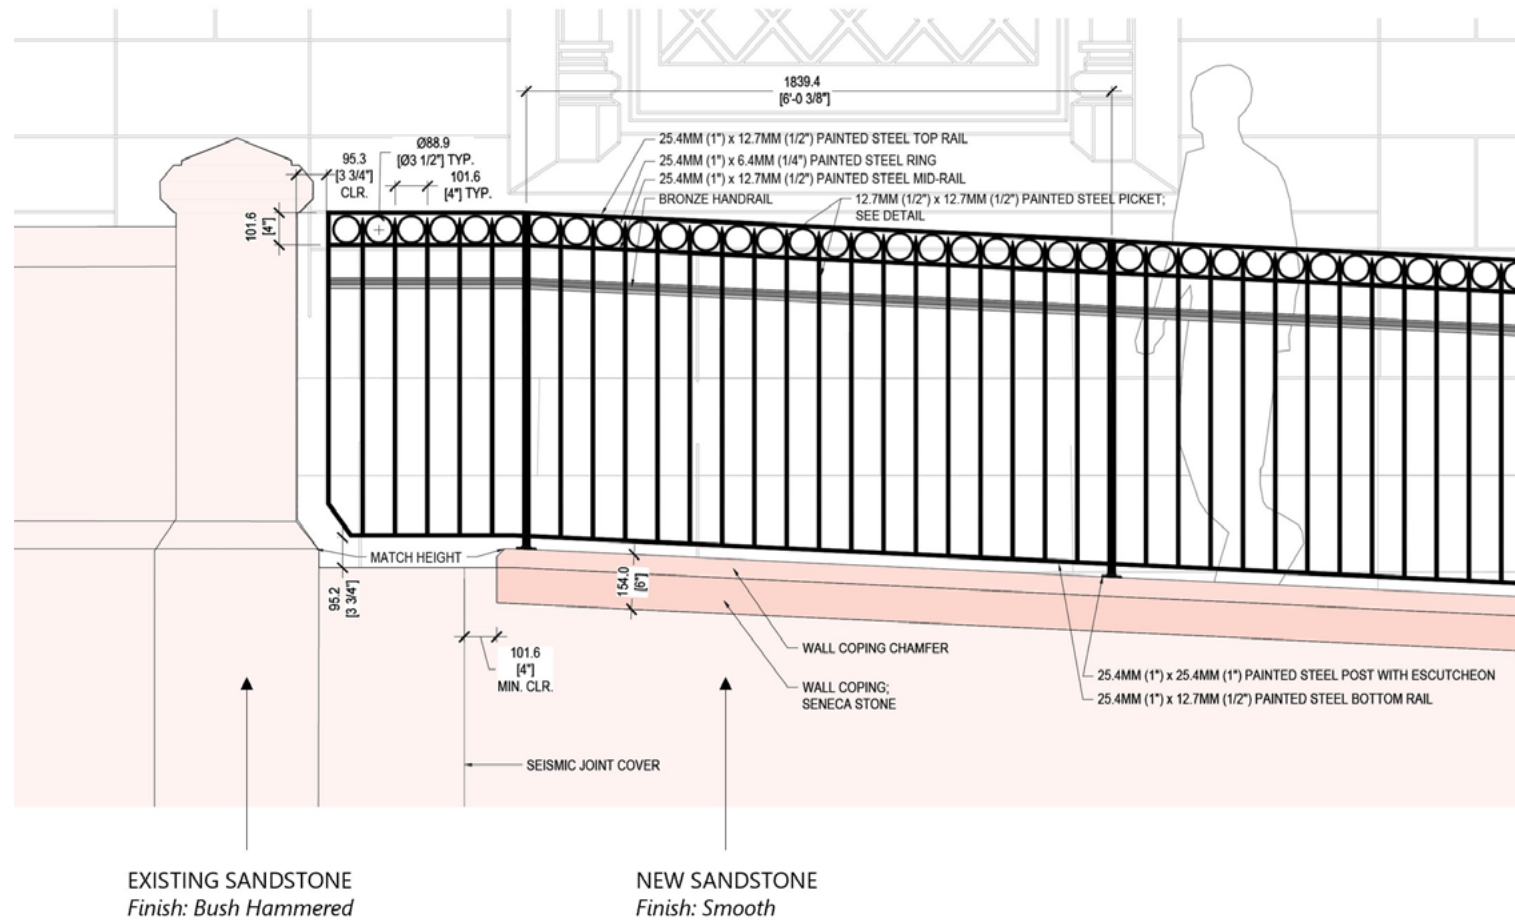 1839.4
[6'-0 3/8"]
Ø88.9
[Ø3 1/2"] TYP.
95.3
[3 3/4"]
CLR.
101.6
[4"] TYP.
25.4MM (1") x 12.7MM (1/2") PAINTED STEEL TOP RAIL
25.4MM (1") x 6.4MM (1/4") PAINTED STEEL RING
25.4MM (1") x 12.7MM (1/2") PAINTED STEEL MID-RAIL
BRONZE HANDRAIL
12.7MM (1/2") x 12.7MM (1/2") PAINTED STEEL PICKET;
SEE DETAIL
101.6
[4"]
MATCH HEIGHT
95.2
[3 3/4"]
154.0
[6"]
101.6
[4"]
MIN. CLR.
WALL COPING CHAMFER
WALL COPING;
SENECA STONE
25.4MM (1") x 25.4MM (1") PAINTED STEEL POST WITH ESCUTCHEON
25.4MM (1") x 12.7MM (1/2") PAINTED STEEL BOTTOM RAIL
SEISMIC JOINT COVER
EXISTING SANDSTONE
Finish: Bush Hammered
NEW SANDSTONE
Finish: Smooth